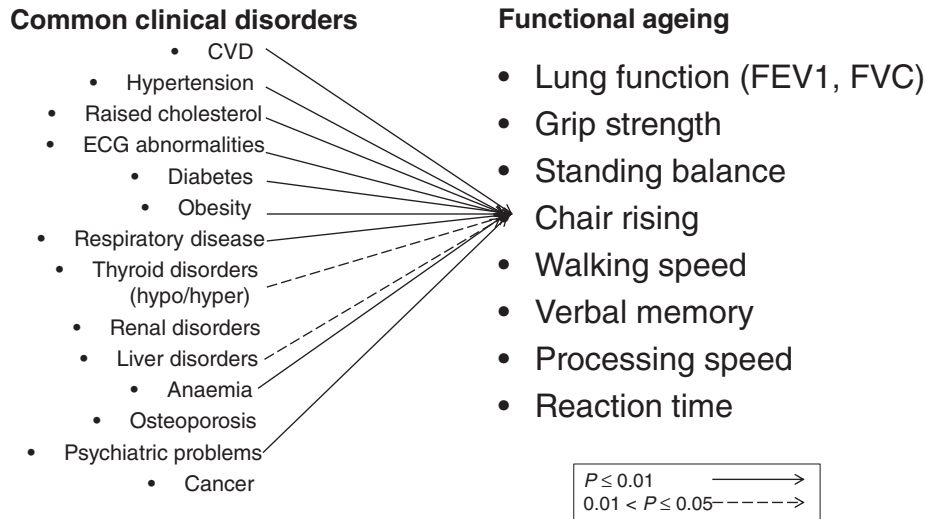 Common clinical disorders
• CVD
• Hypertension
• Raised cholesterol
• ECG abnormalities
• Diabetes
• Obesity
• Respiratory disease
• Thyroid disorders
(hypo/hyper)
• Renal disorders
• Liver disorders
• Anaemia
• Osteoporosis
• Psychiatric problems
• Cancer
Functional ageing
• Lung function (FEV1, FVC)
• Grip strength
• Standing balance
• Chair rising
• Walking speed
• Verbal memory
• Processing speed
• Reaction time
P ≤ 0.01
0.01 < P ≤ 0.05